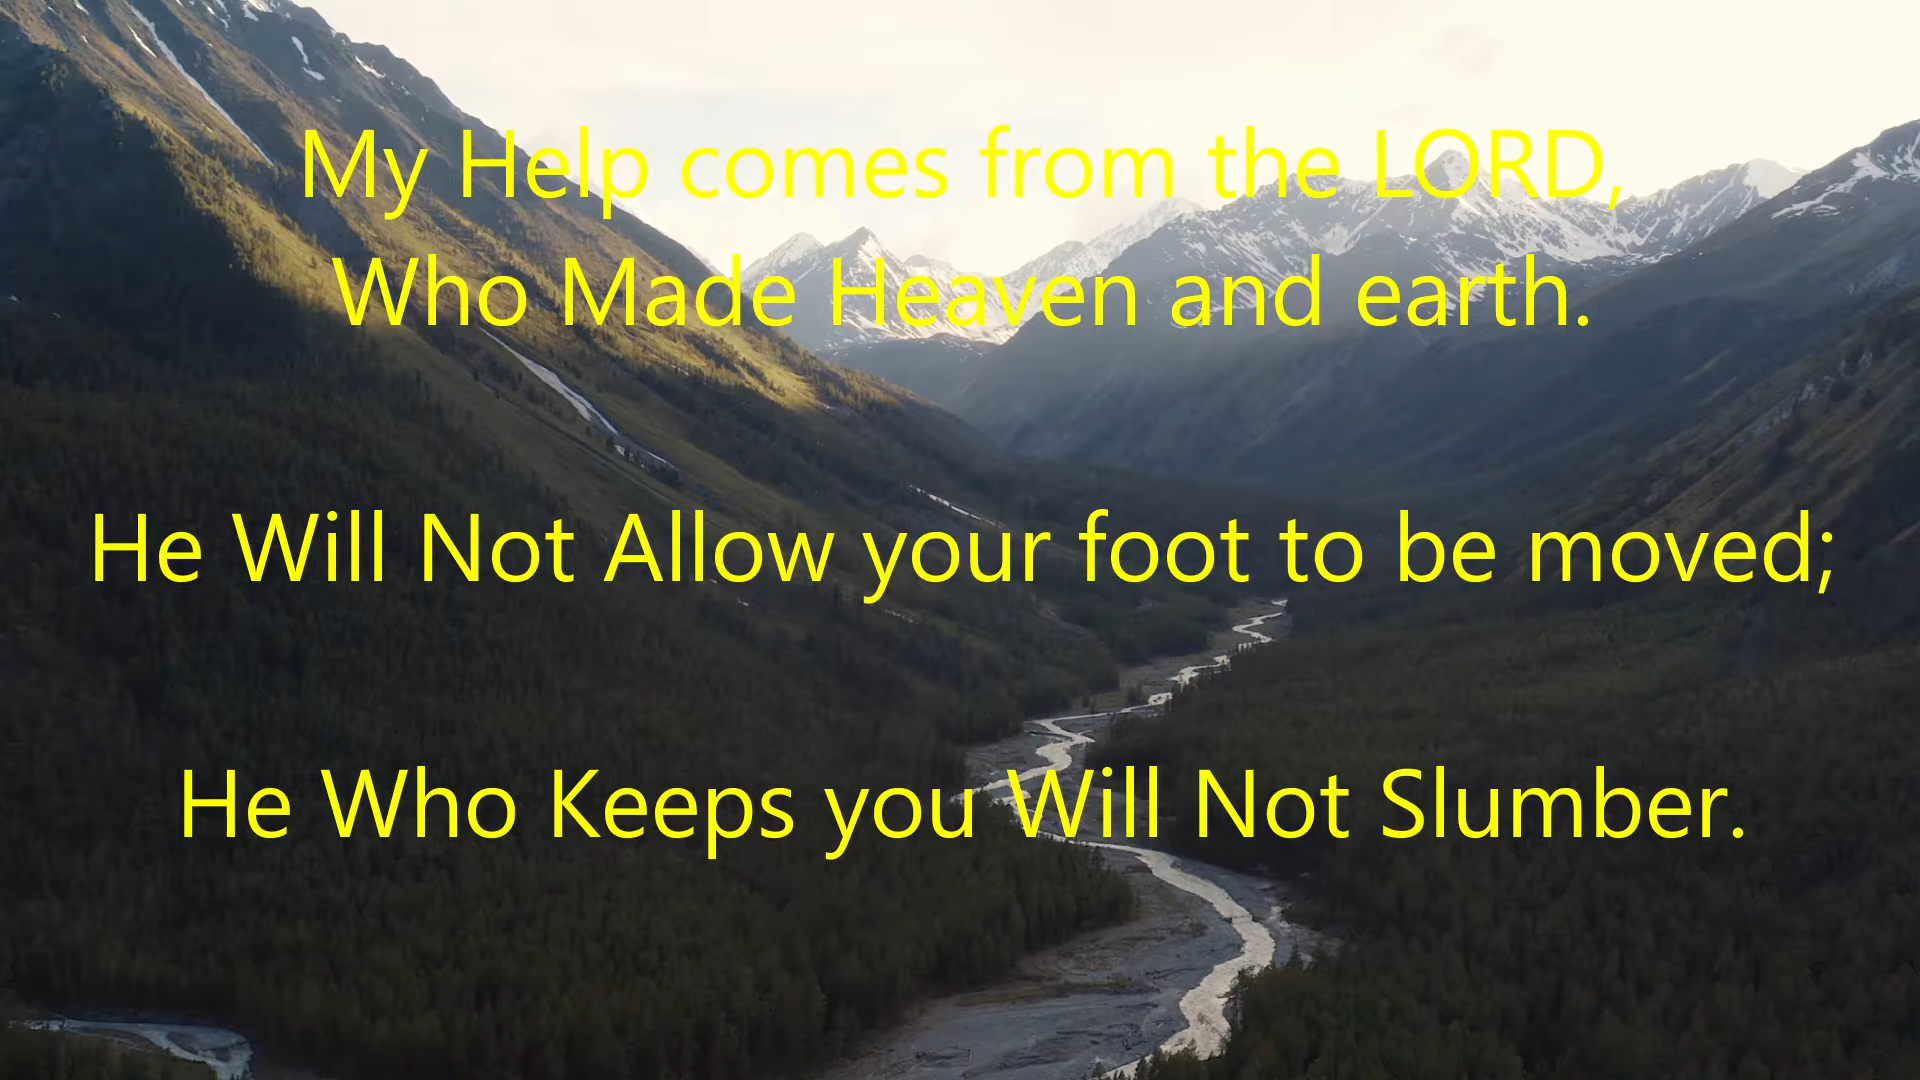 My Help comes from the LORD,
Who Made Heaven and earth.
He Will Not Allow your foot to be moved;
He Who Keeps you Will Not Slumber.